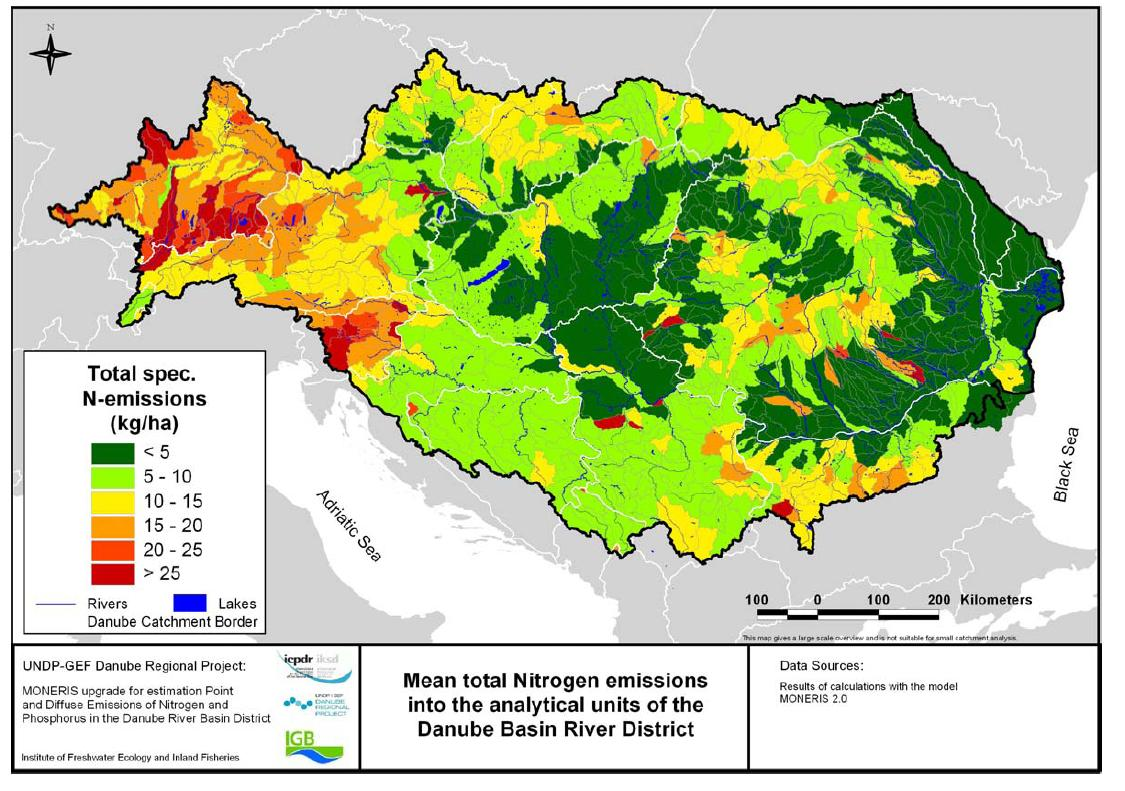 N
Total spec.
N-emissions
(kg/ha)
< 5
5 - 10
10 - 15
15 - 20
20 - 25
> 25
Rivers
Lakes
Danube Catchment Border
Adriatic Sea
Black Sea
100 0 100 200 Kilometers
This map gives a large scale overview and is not suitable for small catchment analysis.
UNDP-GEF Danube Regional Project:
MONERIS upgrade for estimation Point
and Diffuse Emissions of Nitrogen and
Phosphorus in the Danube River Basin District
Institute of Freshwater Ecology and Inland Fisheries
icpdr iksd
UNDP GEF
DANUBE
REGIONAL
PROJECT
IGB
Mean total Nitrogen emissions
into the analytical units of the
Danube Basin River District
Data Sources:
Results of calculations with the model
MONERIS 2.0